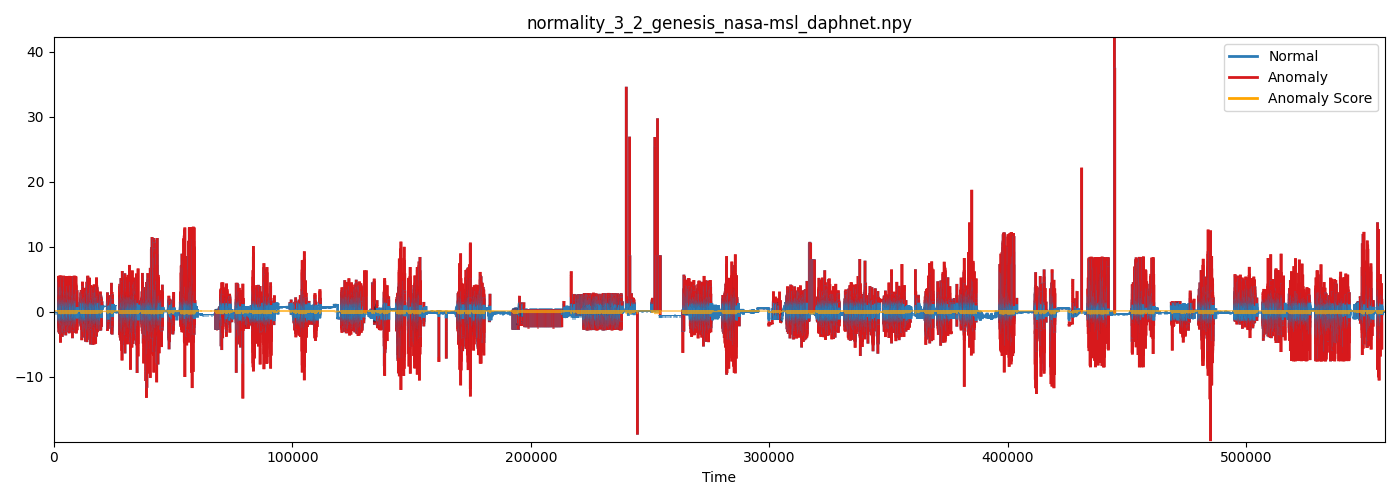 normality_3_2_genesis_nasa-msl_daphnet.npy
40
30
20
10
0
−10
Normal
Anomaly
Anomaly Score
0
100000
200000
300000
400000
500000
Time